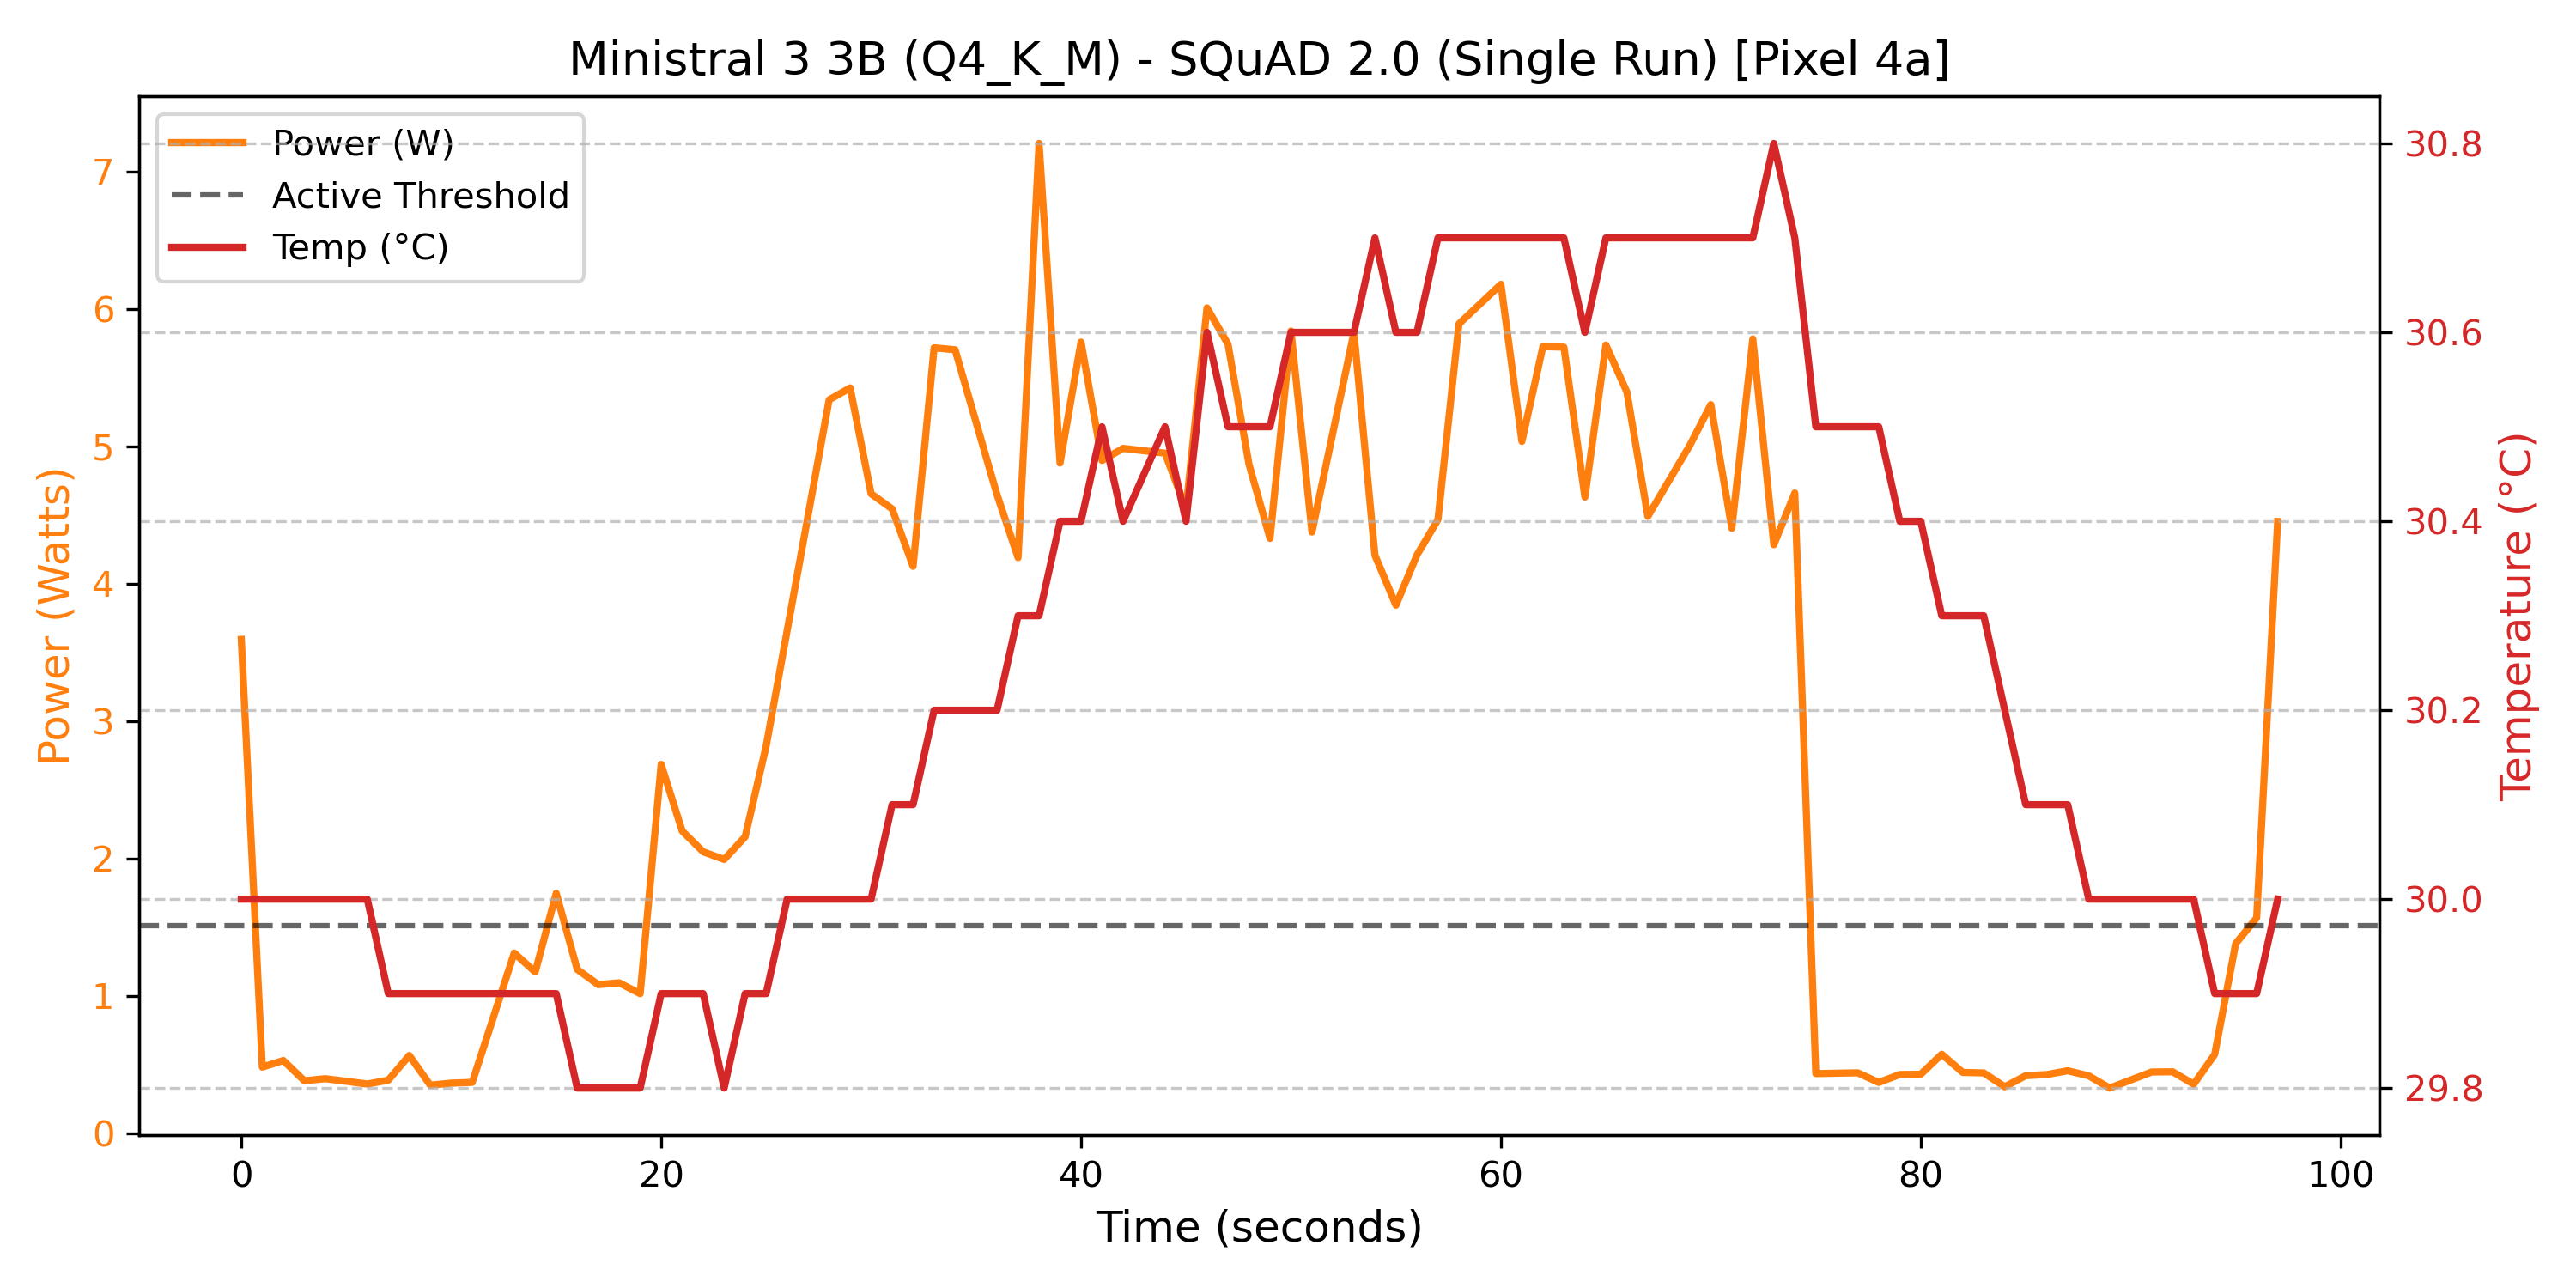 Ministral 3 3B (Q4_K_M) - SQuAD 2.0 (Single Run) [Pixel 4a]
Power (W)
Active Threshold
Temp (°C)
7
6
5
4
3
2
1
0
Power (Watts)
30.8
30.6
30.4
30.2
30.0
29.8
Temperature (°C)
0 20 40 60 80 100
Time (seconds)